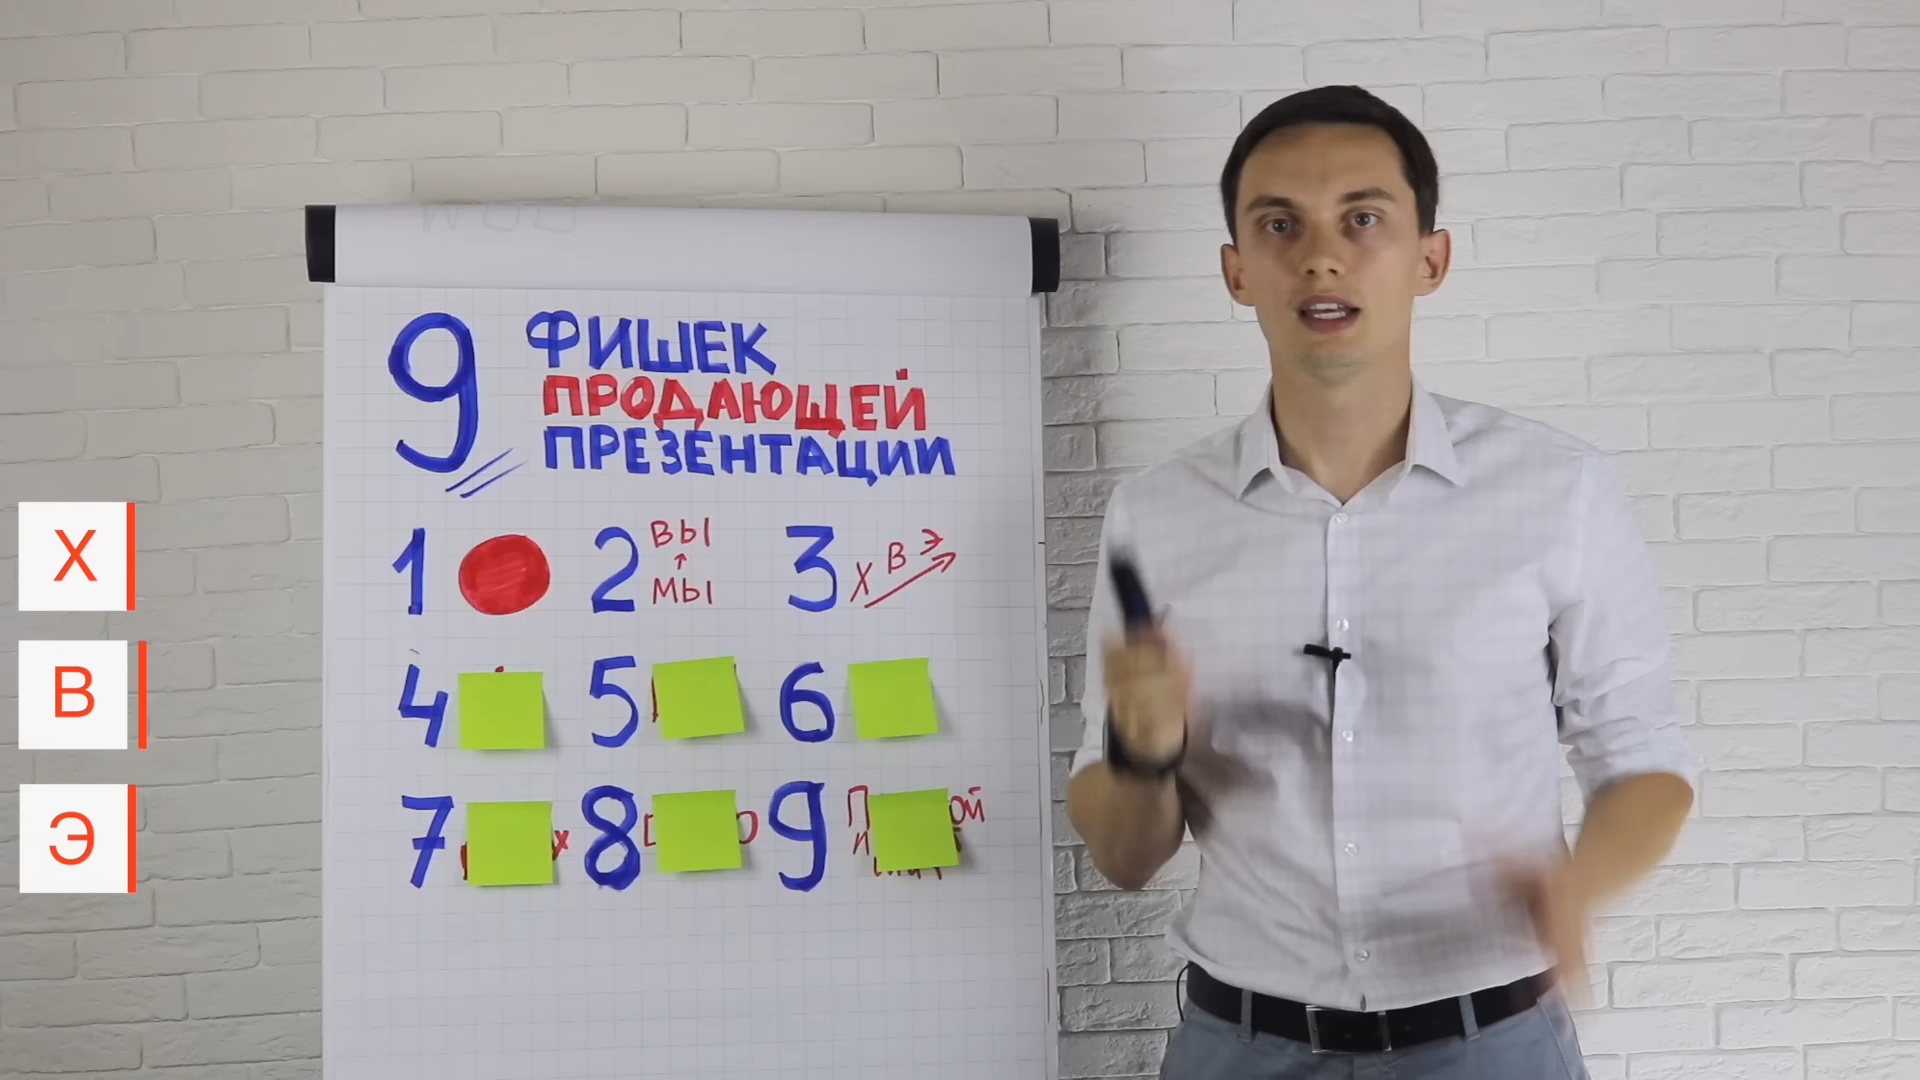 9 ФИШЕК
ПРОДАЮЩЕЙ
ПРЕЗЕНТАЦИИ
1
2 ВЫ
МЫ
3 Х В Э
4
5
6
7
8
9
Х
В
Э